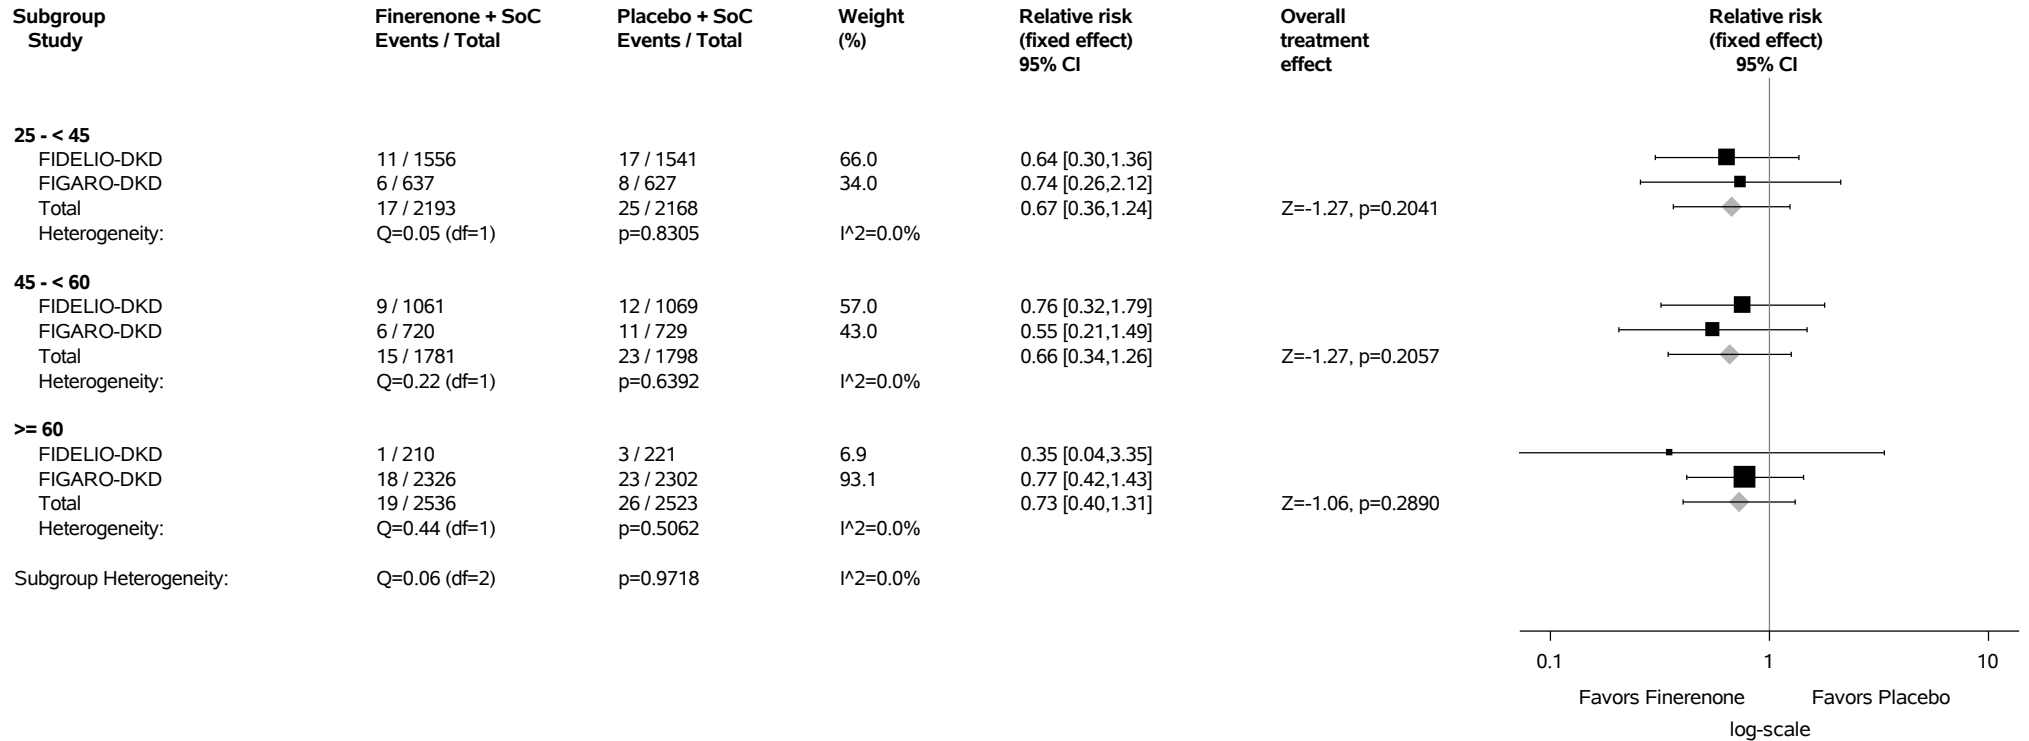 Subgroup Finerenone + SoC Placebo + SoC Weight Relative risk Overall Relative risk
Study Events / Total Events / Total (%) (fixed effect) treatment (fixed effect)
95% CI effect 95% CI
25 - < 45
FIDELIO-DKD 11 / 1556 17 / 1541 66.0 0.64 [0.30,1.36]
FIGARO-DKD 6 / 637 8 / 627 34.0 0.74 [0.26,2.12]
Total 17 / 2193 25 / 2168 0.67 [0.36,1.24] Z=-1.27, p=0.2041
Heterogeneity: Q=0.05 (df=1) p=0.8305 I^2=0.0%
45 - < 60
FIDELIO-DKD 9 / 1061 12 / 1069 57.0 0.76 [0.32,1.79]
FIGARO-DKD 6 / 720 11 / 729 43.0 0.55 [0.21,1.49]
Total 15 / 1781 23 / 1798 0.66 [0.34,1.26] Z=-1.27, p=0.2057
Heterogeneity: Q=0.22 (df=1) p=0.6392 I^2=0.0%
>= 60
FIDELIO-DKD 1 / 210 3 / 221 6.9 0.35 [0.04,3.35]
FIGARO-DKD 18 / 2326 23 / 2302 93.1 0.77 [0.42,1.43]
Total 19 / 2536 26 / 2523 0.73 [0.40,1.31] Z=-1.06, p=0.2890
Heterogeneity: Q=0.44 (df=1) p=0.5062 I^2=0.0%
Subgroup Heterogeneity: Q=0.06 (df=2) p=0.9718 I^2=0.0%
0.1 1 10
Favors Finerenone Favors Placebo
log-scale